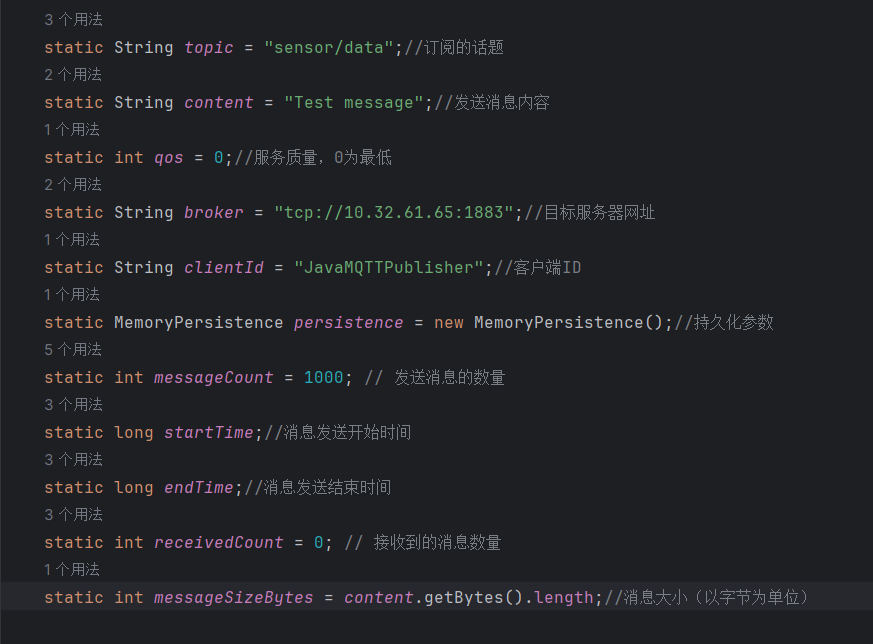 3 个用法
static String topic = "sensor/data";//订阅的话题
2 个用法
static String content = "Test message";//发送消息内容
1 个用法
static int qos = 0;//服务质量，0为最低
2 个用法
static String broker = "tcp://10.32.61.65:1883";//目标服务器网址
1 个用法
static String clientId = "JavaMQTTPublisher";//客户端ID
1 个用法
static MemoryPersistence persistence = new MemoryPersistence();//持久化参数
5 个用法
static int messageCount = 1000; // 发送消息的数量
3 个用法
static long startTime;//消息发送开始时间
3 个用法
static long endTime;//消息发送结束时间
3 个用法
static int receivedCount = 0; // 接收到的消息数量
1 个用法
static int messageSizeBytes = content.getBytes().length;//消息大小（以字节为单位）